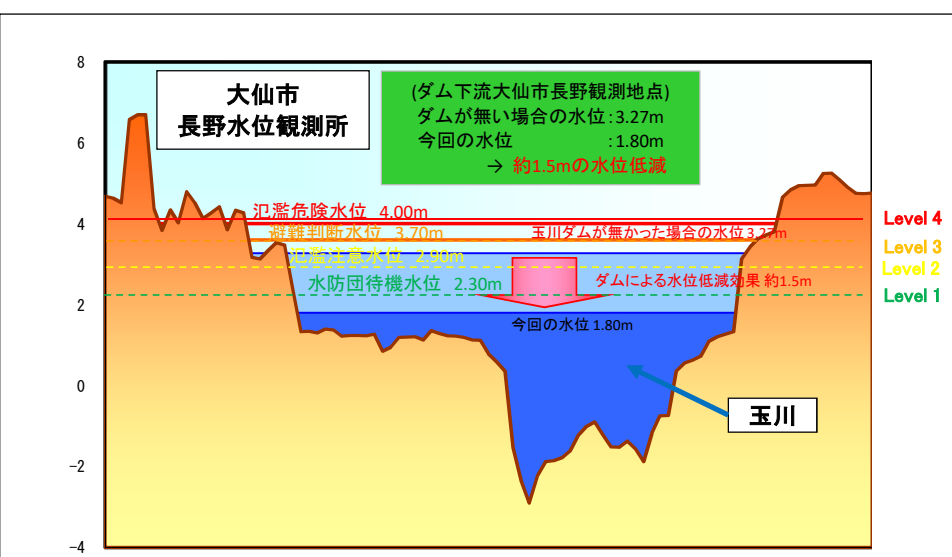 8
6
4
2
0
-2
-4
大仙市
長野水位観測所
(ダム下流大仙市長野観測地点)
ダムが無い場合の水位:3.27m
今回の水位 :1.80m
→ 約1.5mの水位低減
氾濫危険水位 4.00m
避難判断水位 3.70m
玉川ダムが無かった場合の水位 3.27m
氾濫注意水位 2.90m
水防団待機水位 2.30m
ダムによる水位低減効果 約1.5m
今回の水位 1.80m
玉川
Level 4
Level 3
Level 2
Level 1